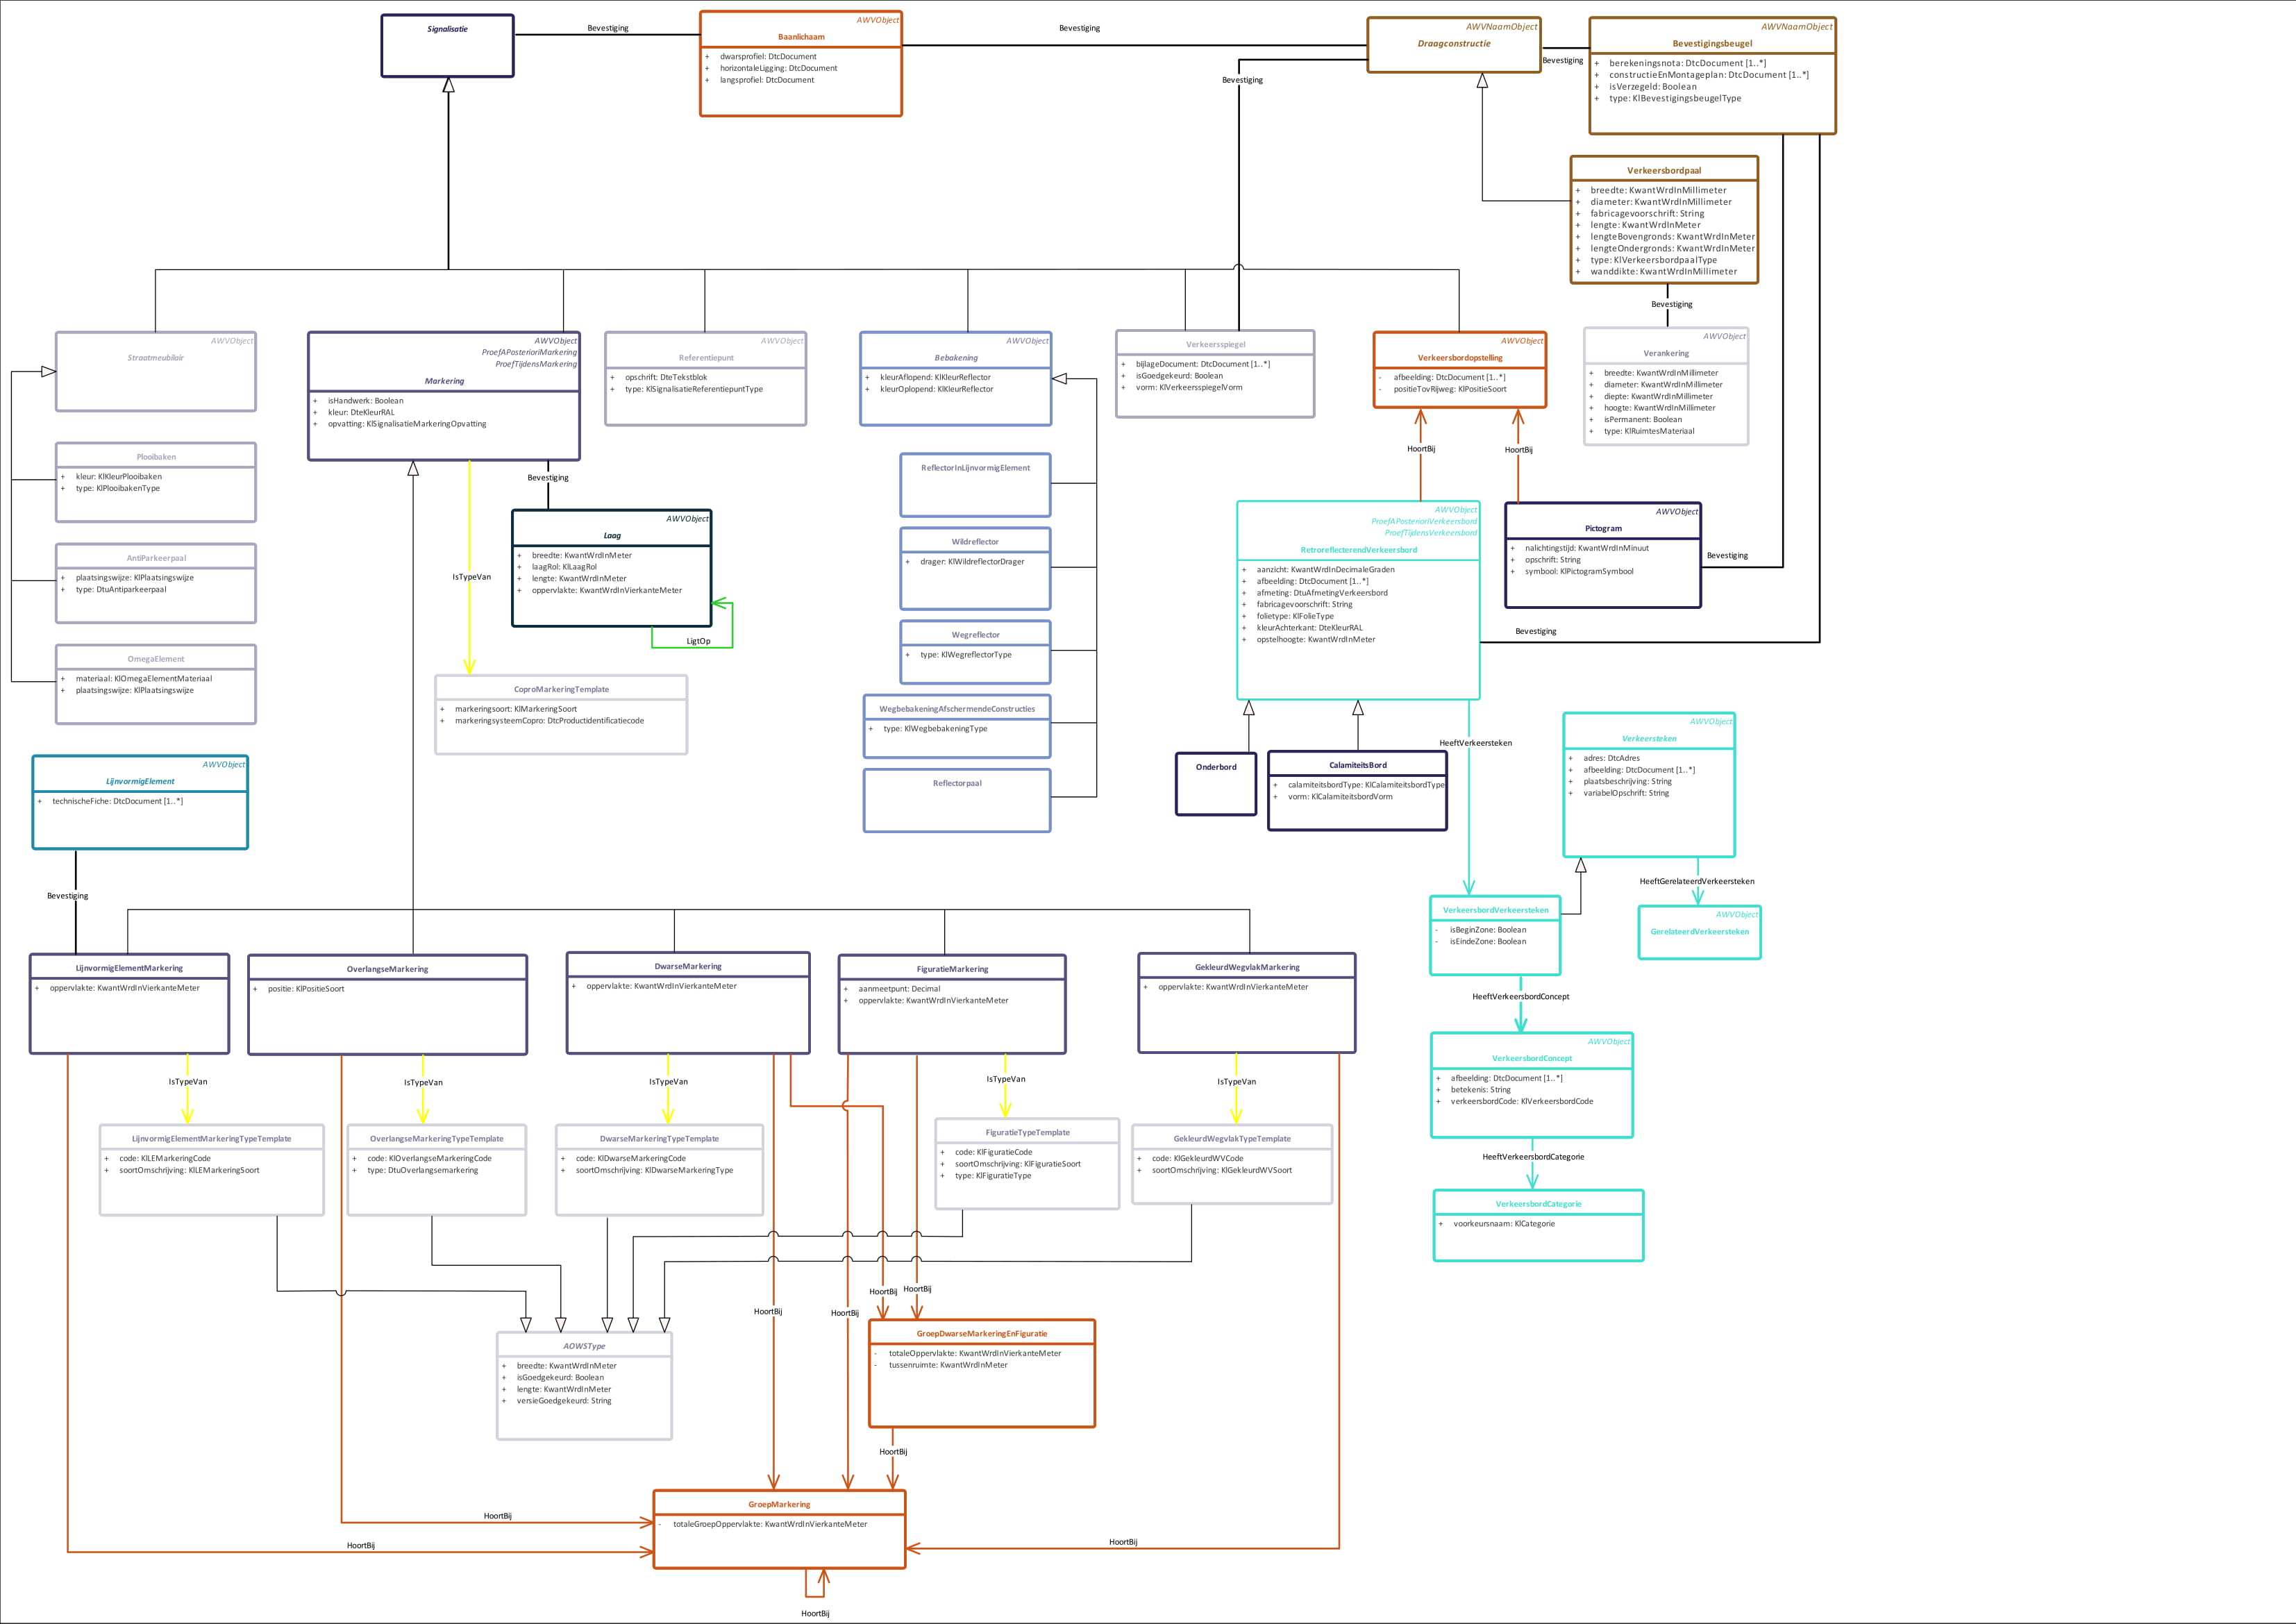 Signalisatie
Bevestiging
AWVObject
Baanlichaam
+ dwarsprofiel: DtcDocument
+ horizontaleLigging: DtcDocument
+ langsprofiel: DtcDocument
Bevestiging
AWVNaamObject
Draagconstructie
Bevestiging
AWVNaamObject
Bevestigingsbeugel
+ berekeningsnota: DtcDocument [1..*]
+ constructieEnMontageplan: DtcDocument [1..*]
+ isVerzegeld: Boolean
+ type: KlBevestigingsbeugelType
Bevestiging
Verkeersbordpaal
+ breedte: KwantWrdInMillimeter
+ diameter: KwantWrdInMillimeter
+ fabricagevoorschrift: String
+ lengte: KwantWrdInMeter
+ lengteBovengronds: KwantWrdInMeter
+ lengteOndergronds: KwantWrdInMeter
+ type: KlVerkeersbordpaalType
+ wanddikte: KwantWrdInMillimeter
Bevestiging
AWVObject
Verankering
+ breedte: KwantWrdInMillimeter
+ diameter: KwantWrdInMillimeter
+ diepte: KwantWrdInMillimeter
+ hoogte: KwantWrdInMillimeter
+ isPermanent: Boolean
+ type: KlRuimtesMateriaal
AWVObject
Straatmeubilair
AWVObject
ProefAPosterioriMarkering
ProefTijdensMarkering
Markering
+ isHandwerk: Boolean
+ kleur: DteKleurRAL
+ opvatting: KlSignalisatieMarkeringOpvatting
AWVObject
Referentiepunt
+ opschrift: DteTekstblok
+ type: KlSignalisatieReferentiepuntType
AWVObject
Bebakening
+ kleurAflopend: KlKleurReflector
+ kleurOplopend: KlKleurReflector
Verkeersspiegel
+ bijlageDocument: DtcDocument [1..*]
+ isGoedgekeurd: Boolean
+ vorm: KlVerkeersspiegelVorm
AWVObject
Verkeersbordopstelling
- afbeelding: DtcDocument [1..*]
- positieTovRijweg: KlPositieSoort
HoortBij
HoortBij
Plooibaken
+ kleur: KlKleurPlooibaken
+ type: KlPlooibakenType
AntiParkeerpaal
+ plaatsingswijze: KlPlaatsingswijze
+ type: DtuAntiparkeerpaal
OmegaElement
+ materiaal: KlOmegaElementMateriaal
+ plaatsingswijze: KlPlaatsingswijze
Bevestiging
AWVObject
Laag
+ breedte: KwantWrdInMeter
+ laagRol: KlLaagRol
+ lengte: KwantWrdInMeter
+ oppervlakte: KwantWrdInVierkanteMeter
LigtOp
IsTypeVan
CoproMarkeringTemplate
+ markeringsoort: KlMarkeringSoort
+ markeringsysteemCopro: DtcProductidentificatiecode
ReflectorInLijnvormigElement
Wildreflector
+ drager: KlWildreflectorDrager
Wegreflector
+ type: KlWegreflectorType
WegbebakeningAfschermendeConstructies
+ type: KlWegbebakeningType
Reflectorpaal
AWVObject
ProefAPosterioriVerkeersbord
ProefTijdensVerkeersbord
RetroreflecterendVerkeersbord
+ aanzicht: KwantWrdInDecimaleGraden
+ afbeelding: DtcDocument [1..*]
+ afmeting: DtuAfmetingVerkeersbord
+ fabricagevoorschrift: String
+ folietype: KlFolieType
+ kleurAchterkant: DteKleurRAL
+ opstelhoogte: KwantWrdInMeter
AWVObject
Pictogram
+ nalichtingstijd: KwantWrdInMinuut
+ opschrift: String
+ symbool: KlPictogramSymbool
Bevestiging
Bevestiging
Onderbord
CalamiteitsBord
+ calamiteitsbordType: KlCalamiteitsbordType
+ vorm: KlCalamiteitsbordVorm
HeeftVerkeersteken
AWVObject
Verkeersteken
+ adres: DtcAdres
+ afbeelding: DtcDocument [1..*]
+ plaatsbeschrijving: String
+ variabelOpschrift: String
HeeftGerelateerdVerkeersteken
AWVObject
GerelateerdVerkeersteken
VerkeersbordVerkeersteken
- isBeginZone: Boolean
- isEindeZone: Boolean
HeeftVerkeersbordConcept
AWVObject
VerkeersbordConcept
+ afbeelding: DtcDocument [1..*]
+ betekenis: String
+ verkeersbordCode: KlVerkeersbordCode
HeeftVerkeersbordCategorie
VerkeersbordCategorie
+ voorkeursnaam: KlCategorie
AWVObject
LijnvormigElement
+ technischeFiche: DtcDocument [1..*]
Bevestiging
LijnvormigElementMarkering
+ oppervlakte: KwantWrdInVierkanteMeter
OverlangseMarkering
+ positie: KlPositieSoort
DwarseMarkering
+ oppervlakte: KwantWrdInVierkanteMeter
FiguratieMarkering
+ aanmeetpunt: Decimal
+ oppervlakte: KwantWrdInVierkanteMeter
GekleurdWegvlakMarkering
+ oppervlakte: KwantWrdInVierkanteMeter
IsTypeVan
IsTypeVan
IsTypeVan
IsTypeVan
IsTypeVan
LijnvormigElementMarkeringTypeTemplate
+ code: KlLEMarkeringCode
+ soortOmschrijving: KlLEMarkeringSoort
OverlangseMarkeringTypeTemplate
+ code: KlOverlangseMarkeringCode
+ type: DtuOverlangsemarkering
DwarseMarkeringTypeTemplate
+ code: KlDwarseMarkeringCode
+ soortOmschrijving: KlDwarseMarkeringType
FiguratieTypeTemplate
+ code: KlFiguratieCode
+ soortOmschrijving: KlFiguratieSoort
+ type: KlFiguratieType
GekleurdWegvlakTypeTemplate
+ code: KlGekleurdWVCode
+ soortOmschrijving: KlGekleurdWVSoort
HoortBij
HoortBij
HoortBij
HoortBij
AOWSType
+ breedte: KwantWrdInMeter
+ isGoedgekeurd: Boolean
+ lengte: KwantWrdInMeter
+ versieGoedgekeurd: String
GroepDwarseMarkeringEnFiguratie
- totaleOppervlakte: KwantWrdInVierkanteMeter
- tussenruimte: KwantWrdInMeter
HoortBij
GroepMarkering
- totaleGroepOppervlakte: KwantWrdInVierkanteMeter
HoortBij
HoortBij
HoortBij
HoortBij